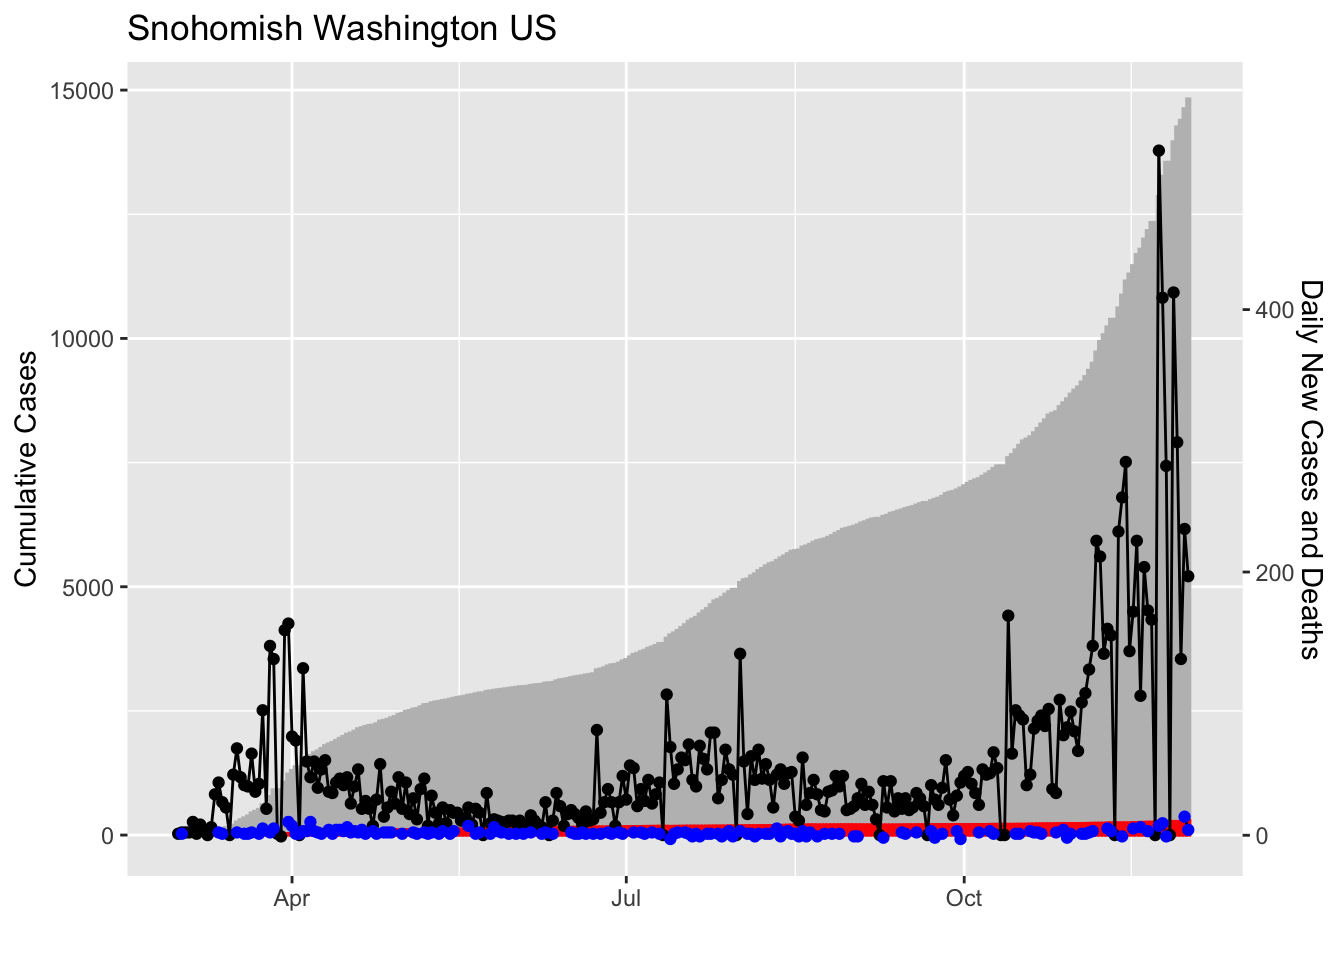 Snohomish Washington US
15000
10000
5000
0
Cumulative Cases
400
200
0
Daily New Cases and Deaths
Apr
Jul
Oct